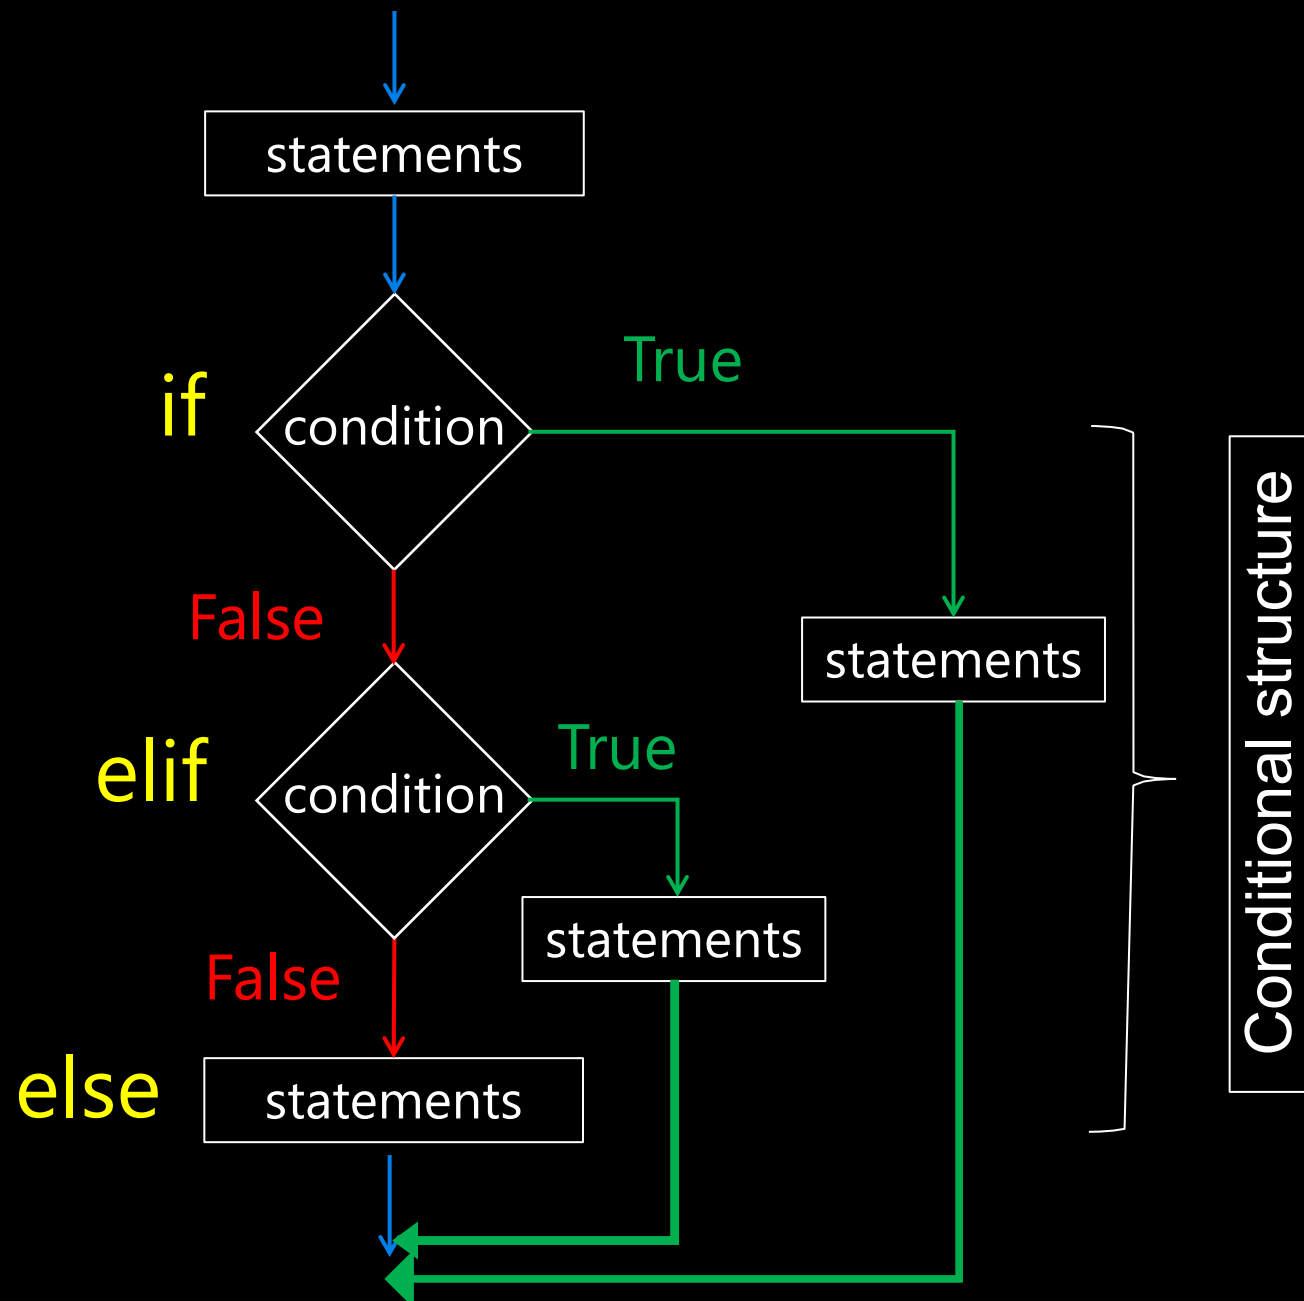 statements
if
condition
True
False
statements
elif
condition
True
statements
False
else
statements
Conditional structure